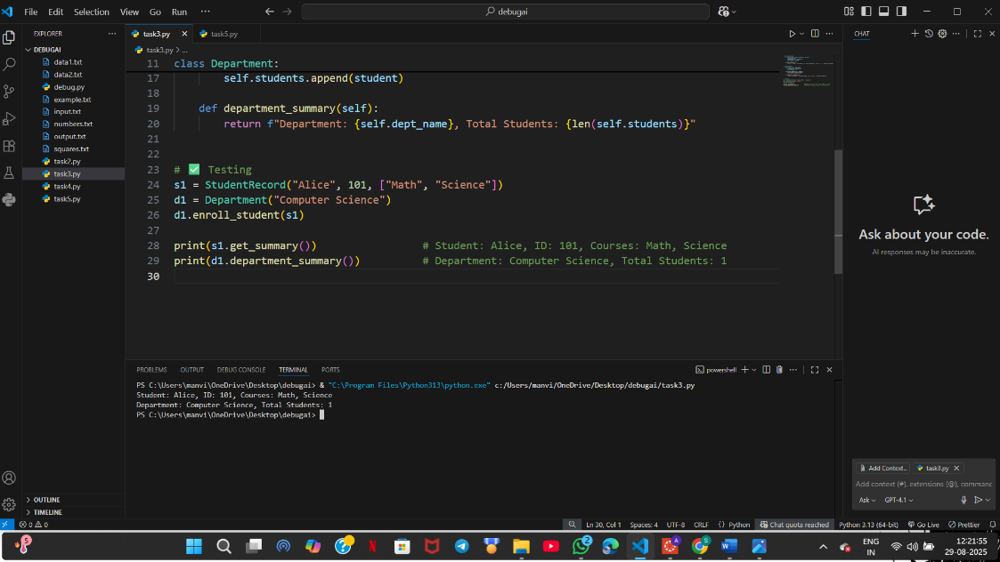 File Edit Selection View Go Run ···
debugai
EXPLORER ···
DEBUGAI
data1.txt
data2.txt
debug.py
example.txt
input.txt
numbers.txt
output.txt
squares.txt
task2.py
task3.py
task4.py
task5.py
OUTLINE
TIMELINE
task3.py task5.py
task3.py > ...
11 class Department:
17 self.students.append(student)
18
19 def department_summary(self):
20 return f"Department: {self.dept_name}, Total Students: {len(self.students)}"
21
22
23 # ✅ Testing
24 s1 = StudentRecord("Alice", 101, ["Math", "Science"])
25 d1 = Department("Computer Science")
26 d1.enroll_student(s1)
27
28 print(s1.get_summary()) # Student: Alice, ID: 101, Courses: Math, Science
29 print(d1.department_summary()) # Department: Computer Science, Total Students: 1
30
PROBLEMS OUTPUT DEBUG CONSOLE TERMINAL PORTS
powershell
PS C:\Users\manvi\OneDrive\Desktop\debugai> & "C:\Program Files\Python313\python.exe" c:/Users/manvi/OneDrive/Desktop/debugai/task3.py
Student: Alice, ID: 101, Courses: Math, Science
Department: Computer Science, Total Students: 1
PS C:\Users\manvi\OneDrive\Desktop\debugai>
CHAT
Ask about your code.
AI responses may be inaccurate.
Add Context... task3.py
Add context (#), extensions (@), commanc
Ask GPT-4.1
0 0
Ln 30, Col 1 Spaces: 4 UTF-8 CRLF {} Python Chat quota reached Python 3.13 (64-bit) Go Live Prettier
5
2
A
S
ENG
IN
12:21:55
29-08-2025